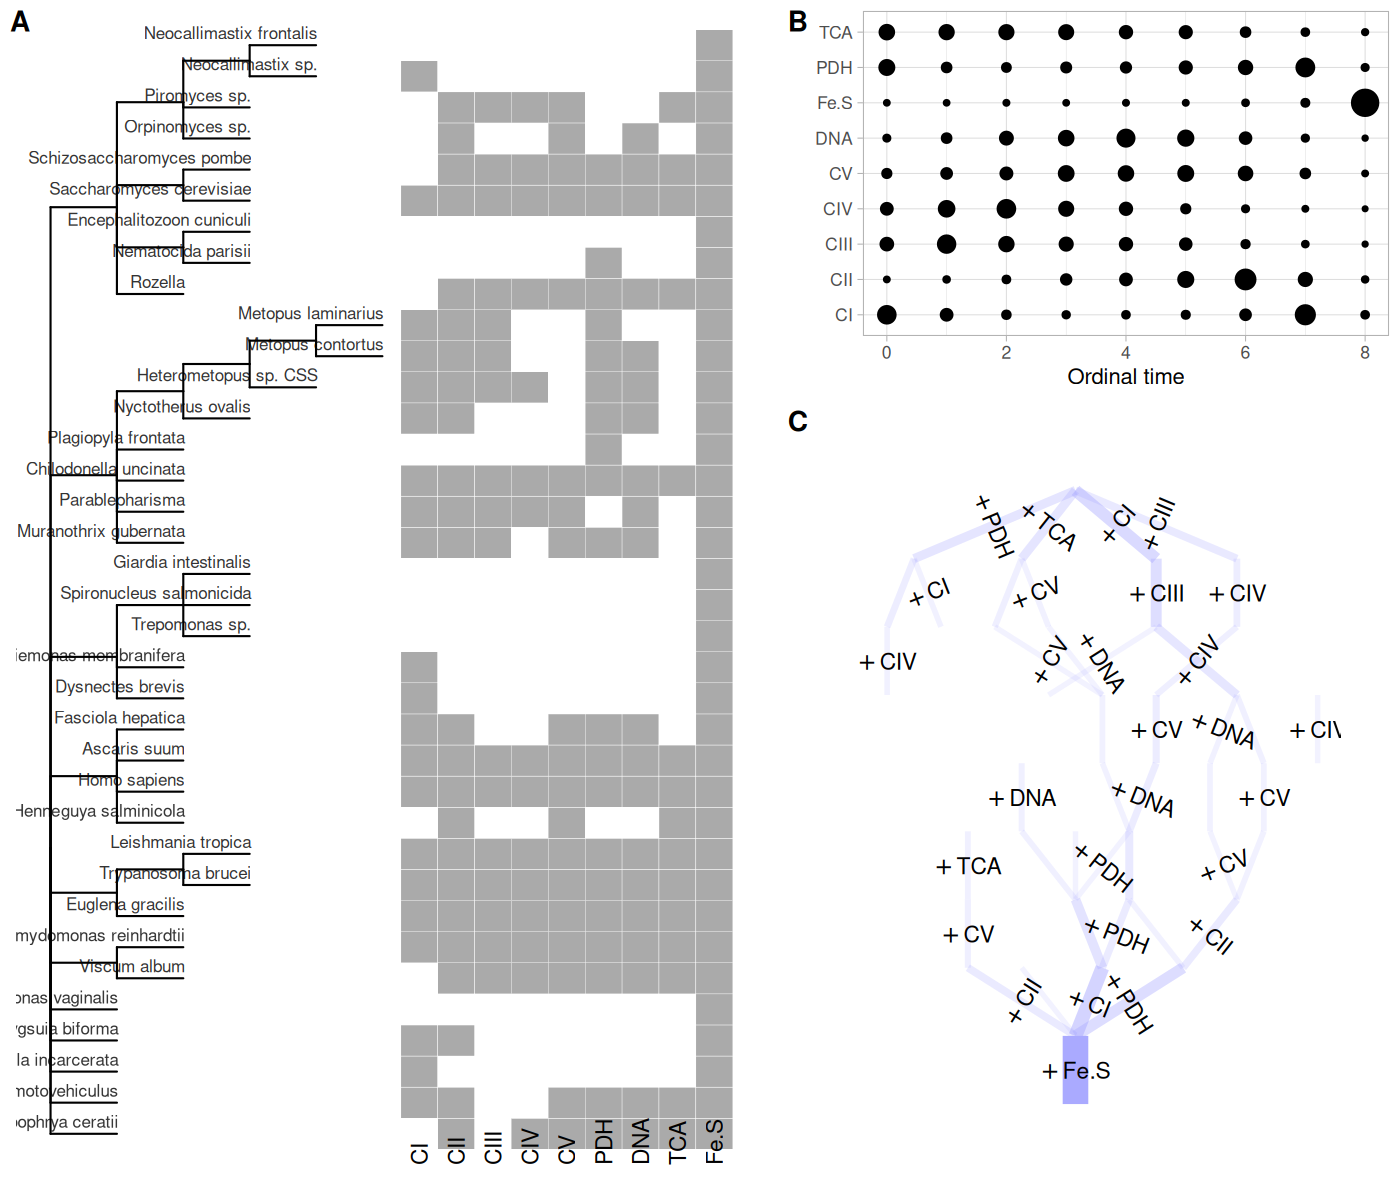 A
Neocallimastix frontalis
Neocallimastix sp.
Piromyces sp.
Orpinomyces sp.
Schizosaccharomyces pombe
Saccharomyces cerevisiae
Encephalitozoon cuniculi
Nematocida parisii
Rozella
Metopus laminarius
Metopus contortus
Heterometopus sp. CSS
Nyctotherus ovalis
Plagiopyla frontata
Chilodonella uncinata
Parablepharisma
Muranothrix gubernata
Giardia intestinalis
Spironucleus salmonicida
Trepomonas sp.
iemonas membranifera
Dysnectes brevis
Fasciola hepatica
Ascaris suum
Homo sapiens
Henneguya salminicola
Leishmania tropica
Trypanosoma brucei
Euglena gracilis
mydomonas reinhardtii
Viscum album
onas vaginalis
gsuia biforma
la incarcerata
motovehiculus
ophrya ceratii
CI CII CIII CIV CV PDH DNA TCA Fe.S
B
TCA
PDH
Fe.S
DNA
CV
CIV
CIII
CII
CI
0 2 4 6 8
Ordinal time
C
+ PDH + TCA + CI + CIII
+ CI + CV + CIII + CIV
+ CIV + CV + DNA + CIV
+ CV + DNA + CIV
+ DNA + DNA + CV
+ TCA + PDH + CV
+ CV + PDH + CII
+ CII + CI + PDH
+ Fe.S